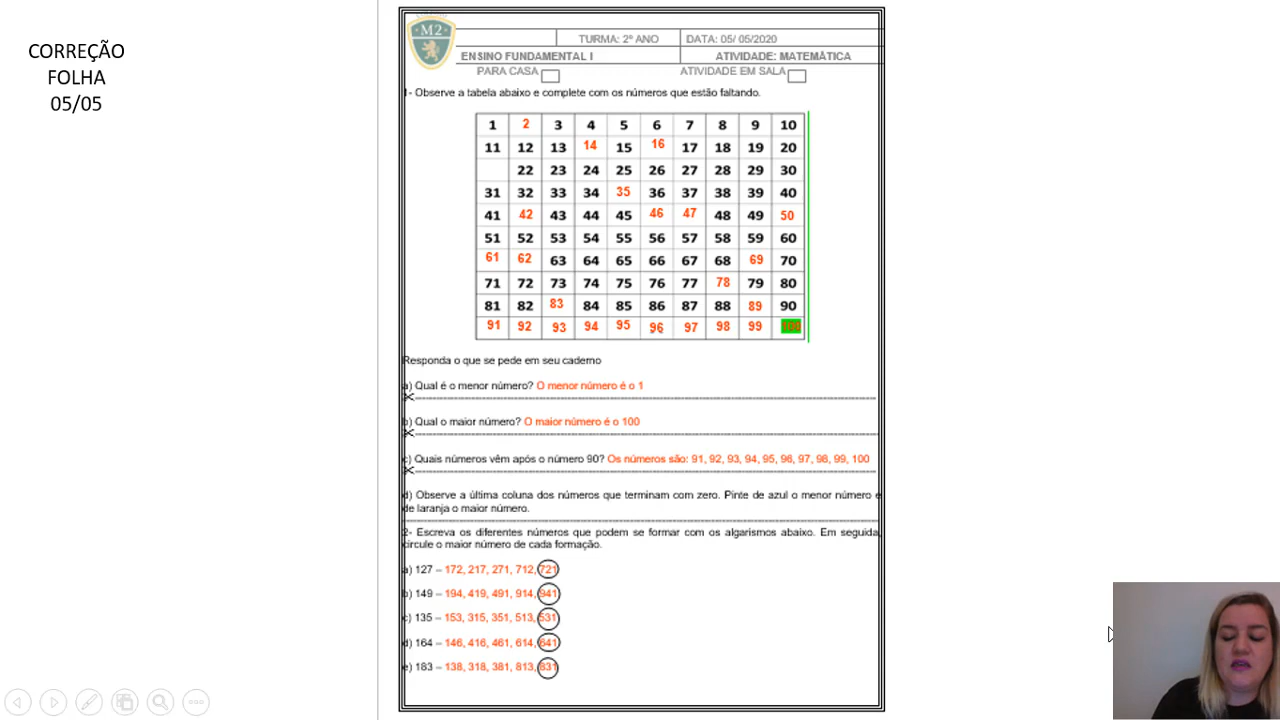 CORREÇÃO
FOLHA
05/05
M2
TURMA: 2º ANO DATA: 05/ 05/2020
ENSINO FUNDAMENTAL I ATIVIDADE: MATEMÁTICA
PARA CASA ATIVIDADE EM SALA
1- Observe a tabela abaixo e complete com os números que estão faltando.
1 2 3 4 5 6 7 8 9 10
11 12 13 14 15 16 17 18 19 20
22 23 24 25 26 27 28 29 30
31 32 33 34 35 36 37 38 39 40
41 42 43 44 45 46 47 48 49 50
51 52 53 54 55 56 57 58 59 60
61 62 63 64 65 66 67 68 69 70
71 72 73 74 75 76 77 78 79 80
81 82 83 84 85 86 87 88 89 90
91 92 93 94 95 96 97 98 99 100
Responda o que se pede em seu caderno
a) Qual é o menor número? O menor número é o 1
b) Qual o maior número? O maior número é o 100
c) Quais números vêm após o número 90? Os números são: 91, 92, 93, 94, 95, 96, 97, 98, 99, 100
d) Observe a última coluna dos números que terminam com zero. Pinte de azul o menor número e
de laranja o maior número.
2- Escreva os diferentes números que podem se formar com os algarismos abaixo. Em seguida,
circule o maior número de cada formação.
a) 127 – 172, 217, 271, 712, 721
b) 149 – 194, 419, 491, 914, 941
c) 135 – 153, 315, 351, 513, 531
d) 164 – 146, 416, 461, 614, 641
e) 183 – 138, 318, 381, 813, 831